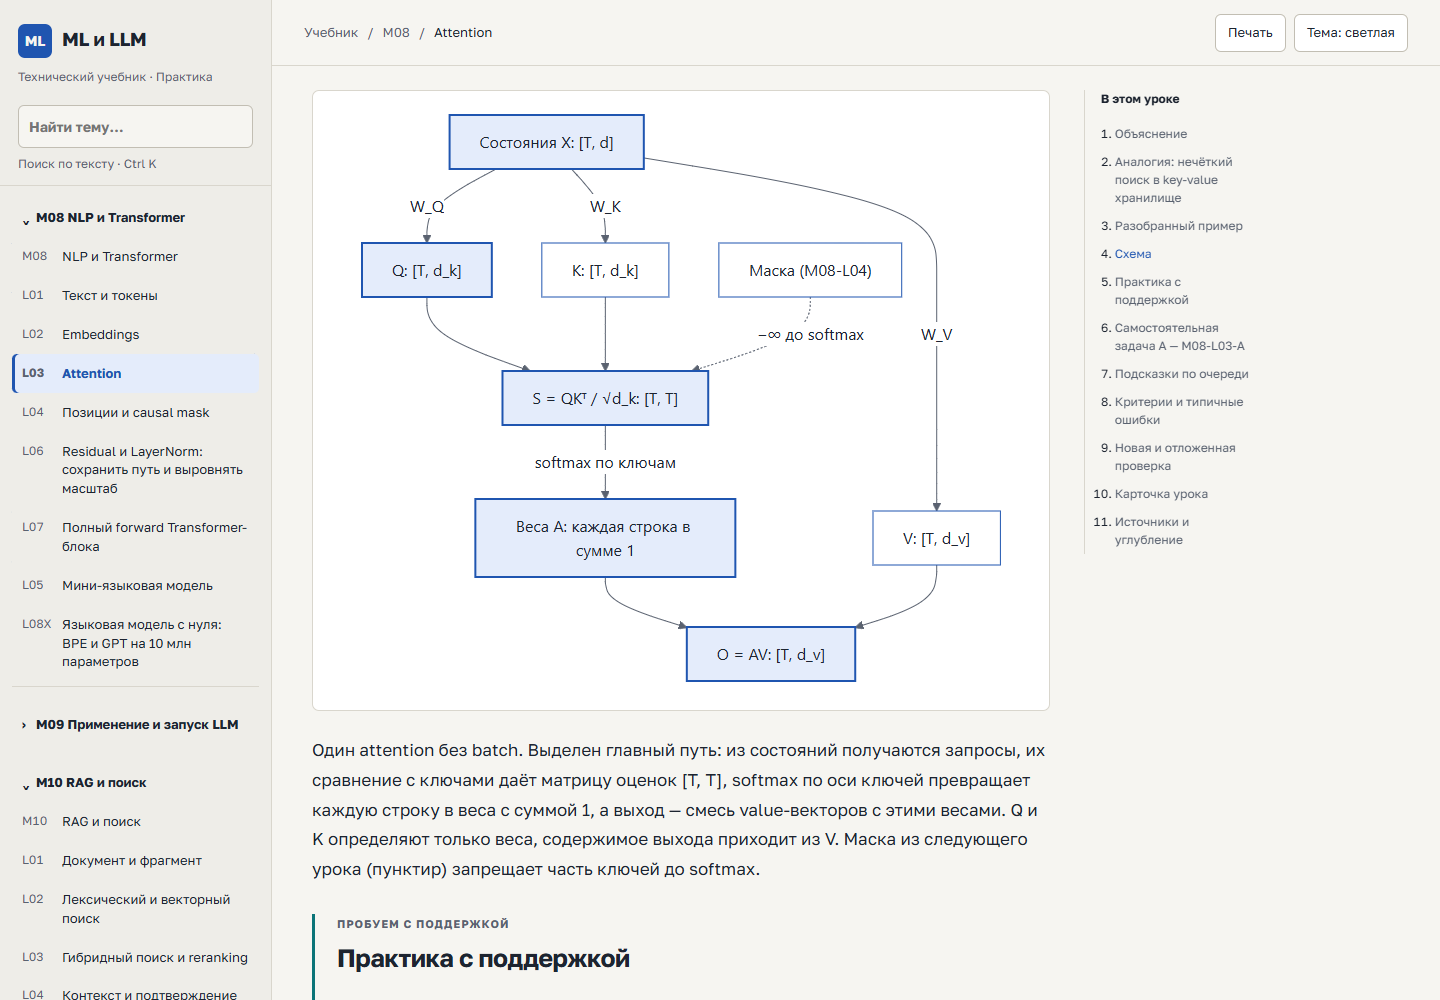 ML
ML и LLM
Технический учебник · Практика
Найти тему...
Поиск по тексту · Ctrl K
M08 NLP и Transformer
M08 NLP и Transformer
L01 Текст и токены
L02 Embeddings
L03 Attention
L04 Позиции и causal mask
L06 Residual и LayerNorm:
сохранить путь и выровнять
масштаб
L07 Полный forward Transformer-
блока
L05 Мини-языковая модель
L08X Языковая модель с нуля:
BPE и GPT на 10 млн
параметров
M09 Применение и запуск LLM
M10 RAG и поиск
M10 RAG и поиск
L01 Документ и фрагмент
L02 Лексический и векторный
поиск
L03 Гибридный поиск и reranking
L04 Контекст и подтверждение
Учебник / M08 / Attention
Печать
Тема: светлая
Состояния X: [T, d]
W_Q
W_K
Q: [T, d_k]
K: [T, d_k]
Маска (M08-L04)
−∞ до softmax
W_V
S = QKᵀ / √d_k: [T, T]
softmax по ключам
Веса A: каждая строка в
сумме 1
V: [T, d_v]
O = AV: [T, d_v]
Один attention без batch. Выделен главный путь: из состояний получаются запросы, их
сравнение с ключами даёт матрицу оценок [T, T], softmax по оси ключей превращает
каждую строку в веса с суммой 1, а выход — смесь value-векторов с этими весами. Q и
K определяют только веса, содержимое выхода приходит из V. Маска из следующего
урока (пунктир) запрещает часть ключей до softmax.
ПРОБУЕМ С ПОДДЕРЖКОЙ
Практика с поддержкой
В этом уроке
1. Объяснение
2. Аналогия: нечёткий
поиск в key-value
хранилище
3. Разобранный пример
4. Схема
5. Практика с
поддержкой
6. Самостоятельная
задача A — M08-L03-A
7. Подсказки по очереди
8. Критерии и типичные
ошибки
9. Новая и отложенная
проверка
10. Карточка урока
11. Источники и
углубление